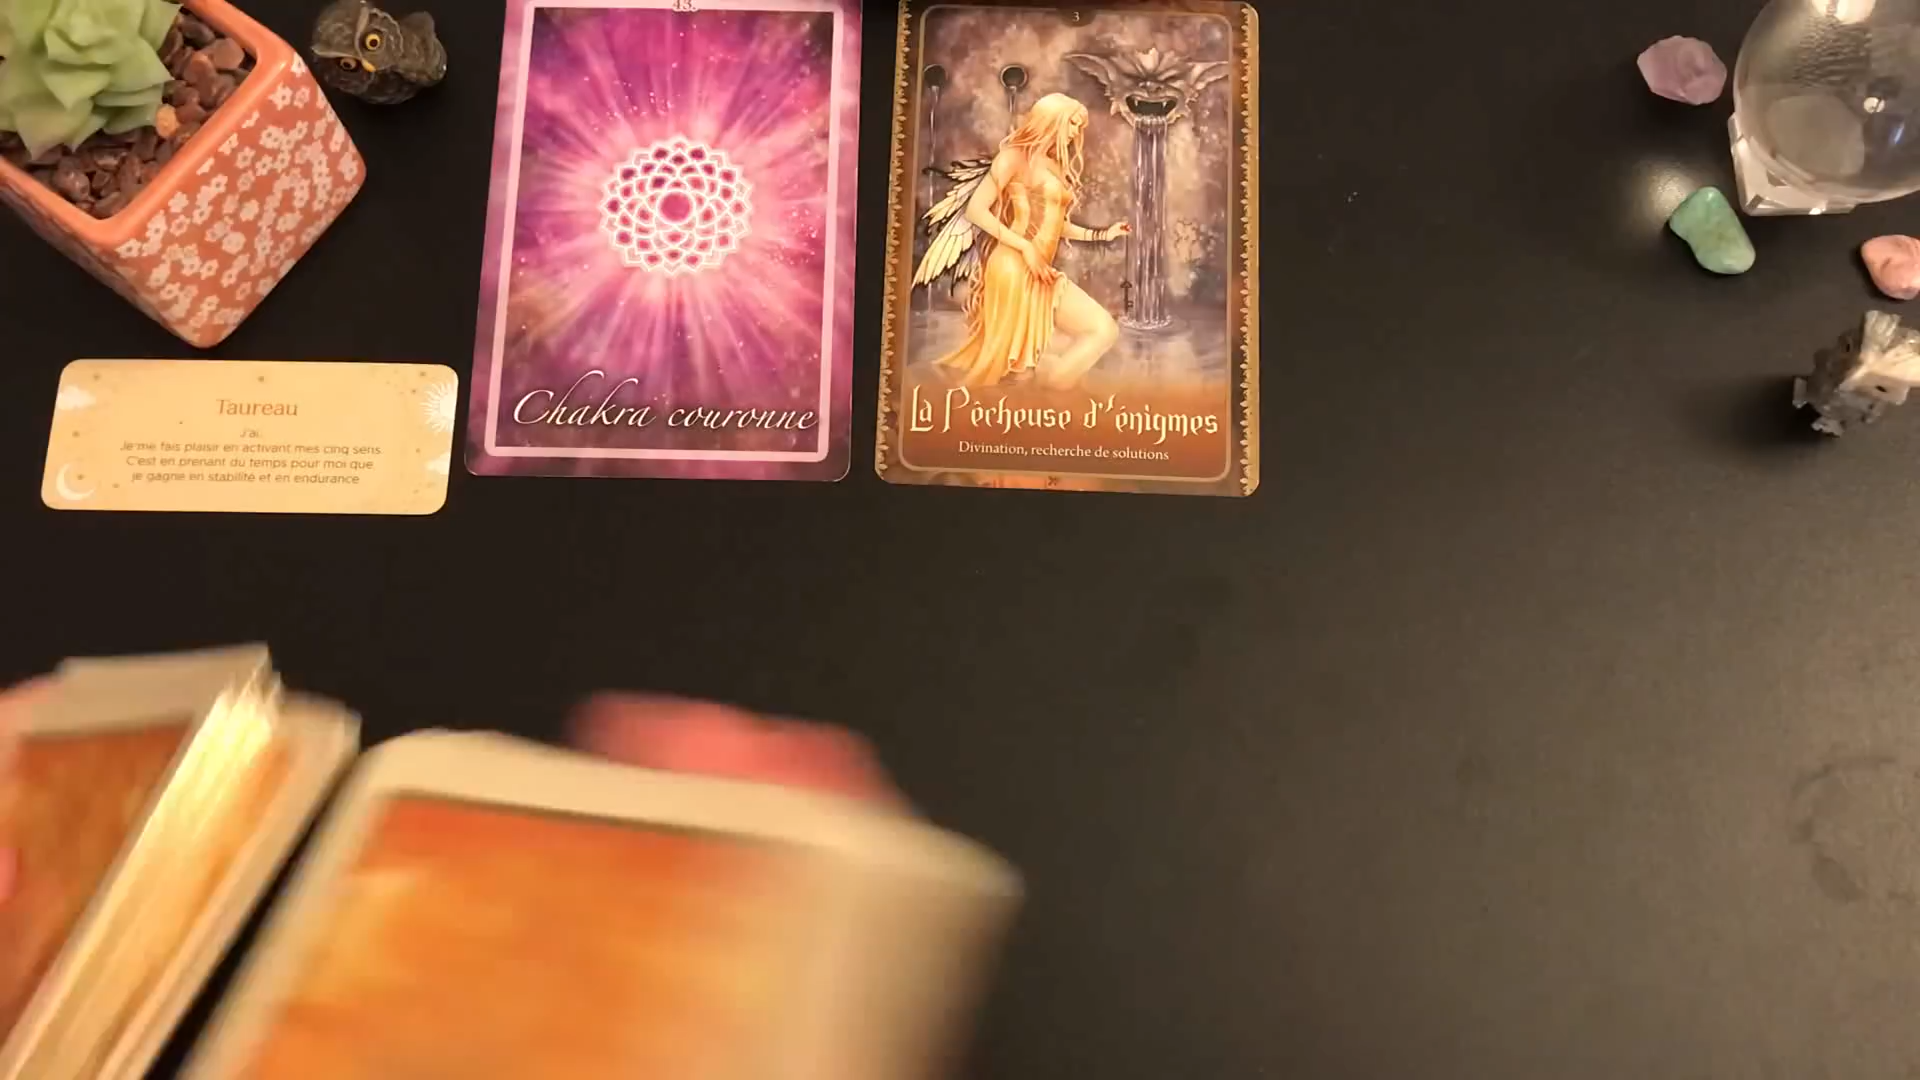 43.
Chakra couronne
3
La Pêcheuse d'énigmes
Divination, recherche de solutions
Taureau
J'ai.
Je me fais plaisir en activant mes cinq sens.
C'est en prenant du temps pour moi que
je gagne en stabilité et en endurance